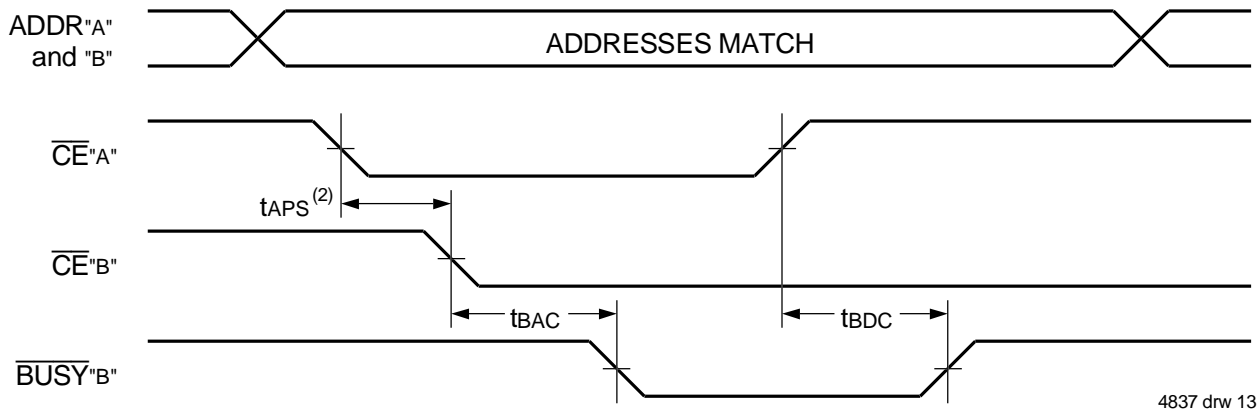 ADDR"A"
and "B"
ADDRESSES MATCH
CE"A"
tAPS (2)
CE"B"
tBAC
tBDC
BUSY"B"
4837 drw 13